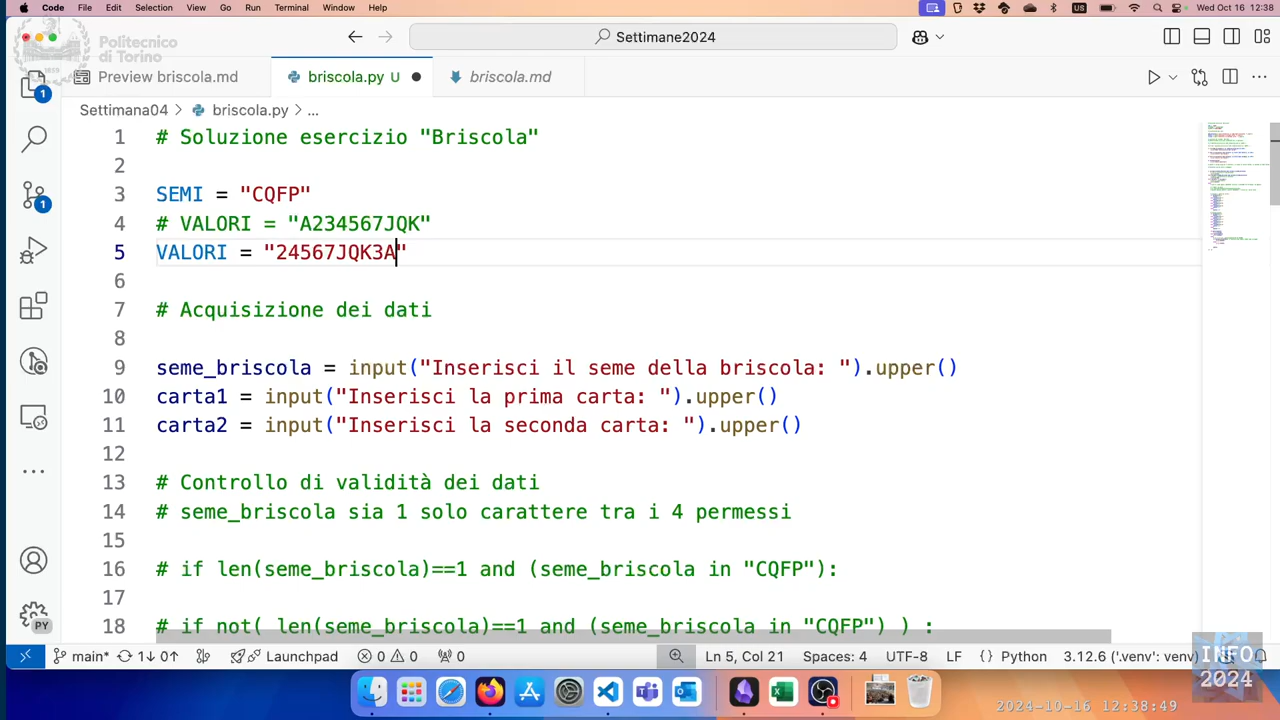 Code File Edit Selection View Go Run Terminal Window Help US Wed Oct 16 12:38
Politecnico
di Torino
1859
Settimane2024
Preview briscola.md briscola.py U briscola.md
Settimana04 > briscola.py > ...
1 # Soluzione esercizio "Briscola"
2
3 SEMI = "CQFP"
4 # VALORI = "A234567JQK"
5 VALORI = "24567JQK3A"
6
7 # Acquisizione dei dati
8
9 seme_briscola = input("Inserisci il seme della briscola: ").upper()
10 carta1 = input("Inserisci la prima carta: ").upper()
11 carta2 = input("Inserisci la seconda carta: ").upper()
12
13 # Controllo di validità dei dati
14 # seme_briscola sia 1 solo carattere tra i 4 permessi
15
16 # if len(seme_briscola)==1 and (seme_briscola in "CQFP"):
17
18 # if not( len(seme_briscola)==1 and (seme_briscola in "CQFP") ) :
1
1
PY
main* 1↓ 0↑ Launchpad 0 0 0 Ln 5, Col 21 Spaces: 4 UTF-8 LF {} Python 3.12.6 ('.venv': venv)
INFO
2024
2024-10-16 12:38:49